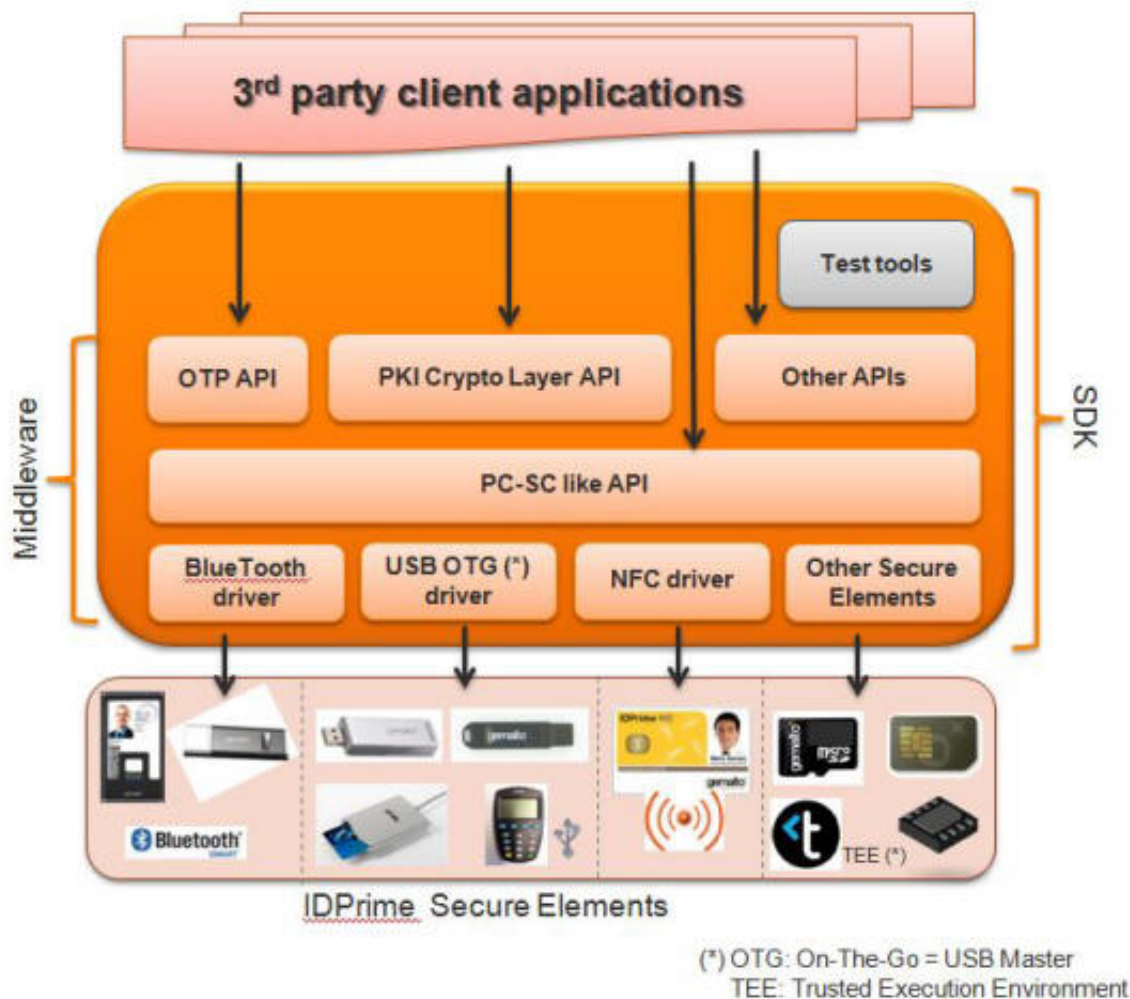 3rd party client applications
Test tools
OTP API
PKI Crypto Layer API
Other APIs
Middleware
SDK
PC-SC like API
BlueTooth
driver
USB OTG (*)
driver
NFC driver
Other Secure
Elements
IDPrime MD
gemalto
gemalto
gemalto
micro
Bluetooth
SMART
TEE (*)
IDPrime Secure Elements
(*) OTG: On-The-Go = USB Master
TEE: Trusted Execution Environment